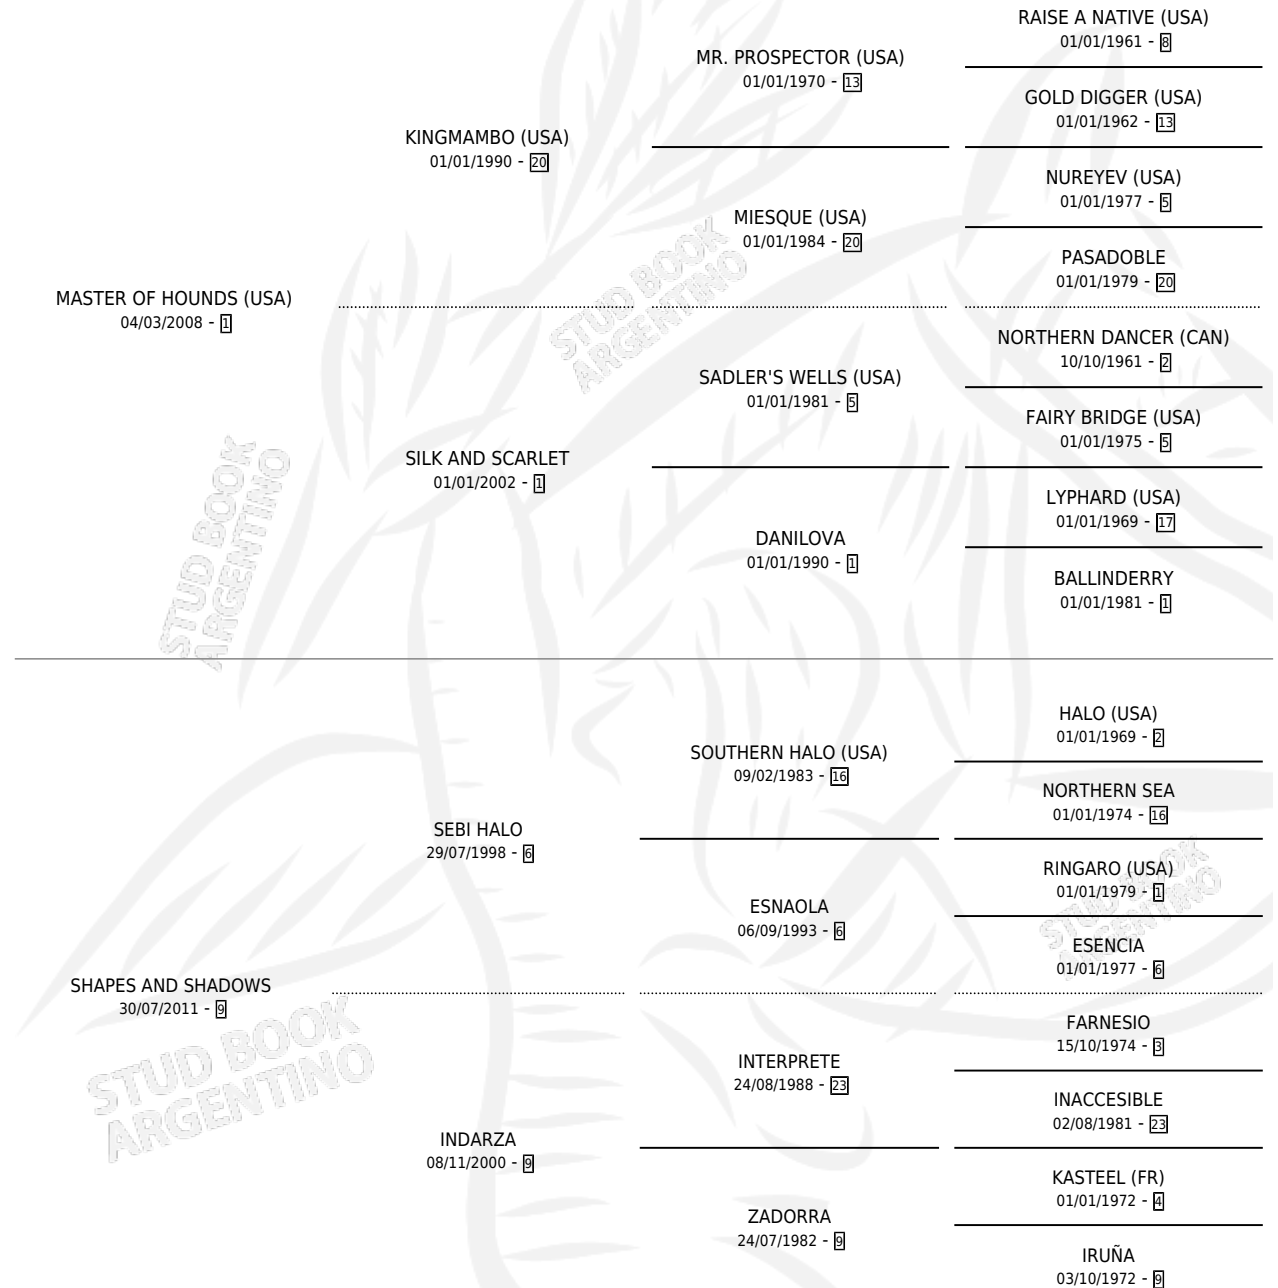 RAISE A NATIVE (USA)
01/01/1961 - 8
MR. PROSPECTOR (USA)
01/01/1970 - 13
GOLD DIGGER (USA)
01/01/1962 - 13
KINGMAMBO (USA)
01/01/1990 - 20
NUREYEV (USA)
01/01/1977 - 5
MIESQUE (USA)
01/01/1984 - 20
PASADOBLE
01/01/1979 - 20
MASTER OF HOUNDS (USA)
04/03/2008 - 1
NORTHERN DANCER (CAN)
10/10/1961 - 2
SADLER'S WELLS (USA)
01/01/1981 - 5
FAIRY BRIDGE (USA)
01/01/1975 - 5
SILK AND SCARLET
01/01/2002 - 1
LYPHARD (USA)
01/01/1969 - 17
DANILOVA
01/01/1990 - 1
BALLINDERRY
01/01/1981 - 1
HALO (USA)
01/01/1969 - 2
SOUTHERN HALO (USA)
09/02/1983 - 16
NORTHERN SEA
01/01/1974 - 16
SEBI HALO
29/07/1998 - 6
RINGARO (USA)
01/01/1979 - 1
ESNAOLA
06/09/1993 - 6
ESENCIA
01/01/1977 - 6
SHAPES AND SHADOWS
30/07/2011 - 9
FARNESIO
15/10/1974 - 3
INTERPRETE
24/08/1988 - 23
INACCESIBLE
02/08/1981 - 23
INDARZA
08/11/2000 - 9
KASTEEL (FR)
01/01/1972 - 4
ZADORRA
24/07/1982 - 9
IRUÑA
03/10/1972 - 9
STUD BOOK
ARGENTINO
STUD BOOK
ARGENTINO
STUD BOOK
ARGENTINO
STUD BOOK
ARGENTINO